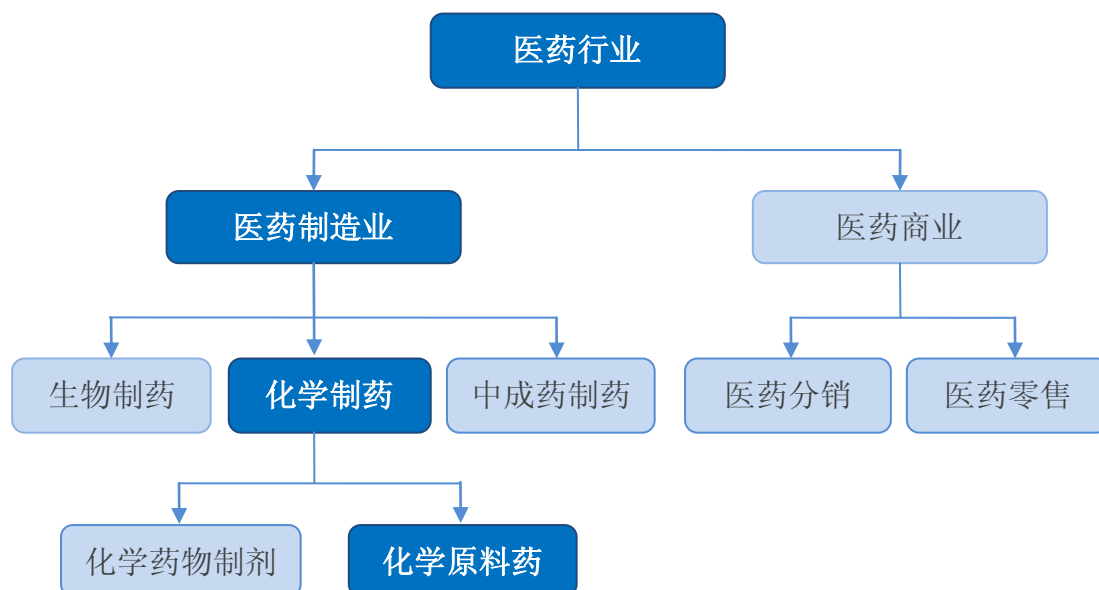 医药行业
医药制造业
医药商业
生物制药
化学制药
中成药制药
医药分销
医药零售
化学药物制剂
化学原料药